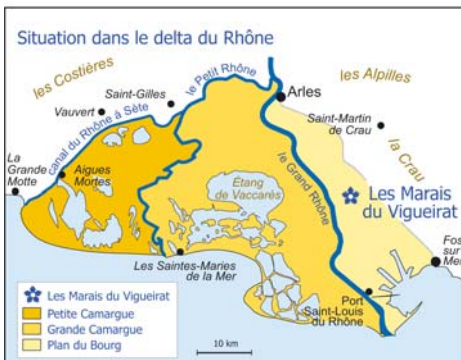 Situation dans le delta du Rhône
les Costières
Saint-Gilles
le Petit Rhône
Arles
les Alpilles
Vauvert
canal du Rhône à Sète
Saint-Martin
de Crau
la Crau
La
Grande
Motte
Aigues
Mortes
Étang
de Vaccarès
le Grand Rhône
Les Marais
du Vigueirat
Les Saintes-Maries
de la Mer
Fos
sur
Mer
Port
Saint-Louis
du Rhône
Les Marais du Vigueirat
Petite Camargue
Grande Camargue
Plan du Bourg
10 km